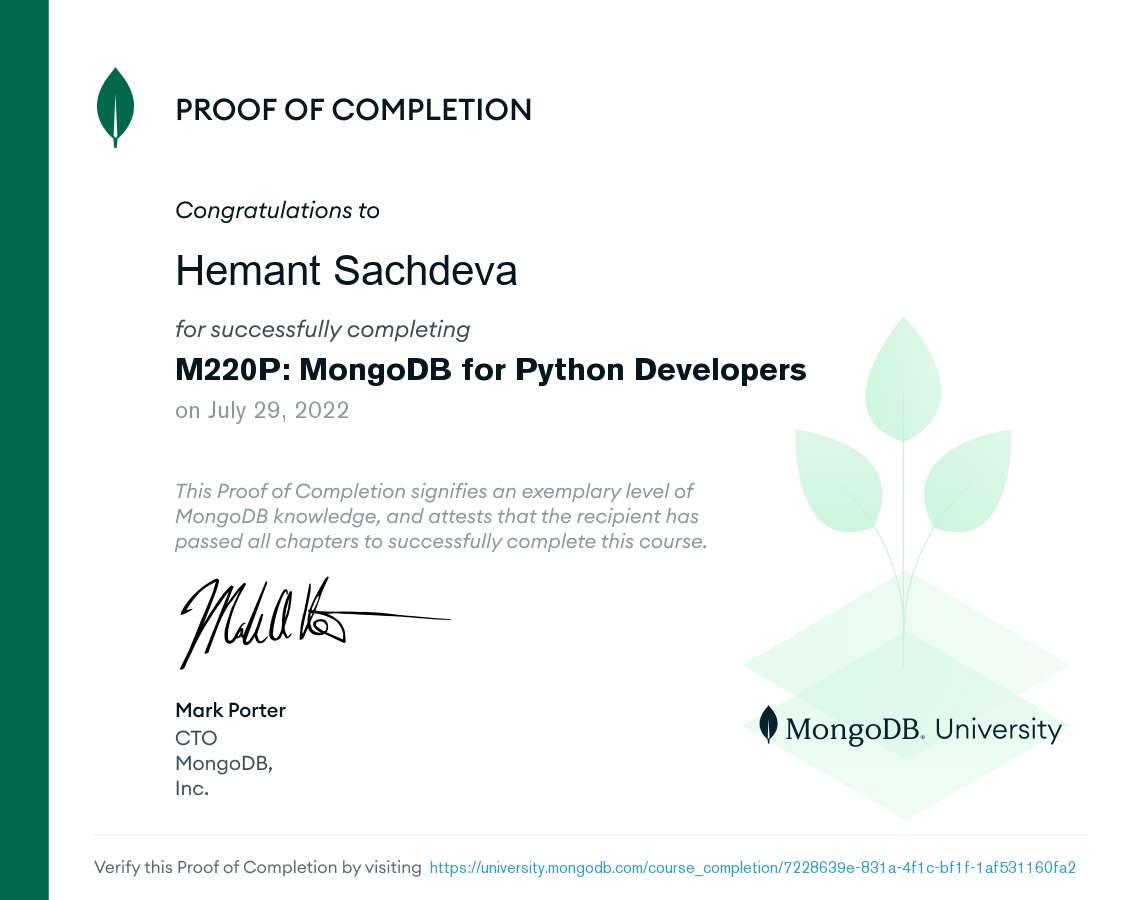 PROOF OF COMPLETION
Congratulations to
Hemant Sachdeva
for successfully completing
M220P: MongoDB for Python Developers
on July 29, 2022
This Proof of Completion signifies an exemplary level of
MongoDB knowledge, and attests that the recipient has
passed all chapters to successfully complete this course.
Mark Porter
CTO
MongoDB,
Inc.
MongoDB. University
Verify this Proof of Completion by visiting https://university.mongodb.com/course_completion/7228639e-831a-4f1c-bf1f-1af531160fa2